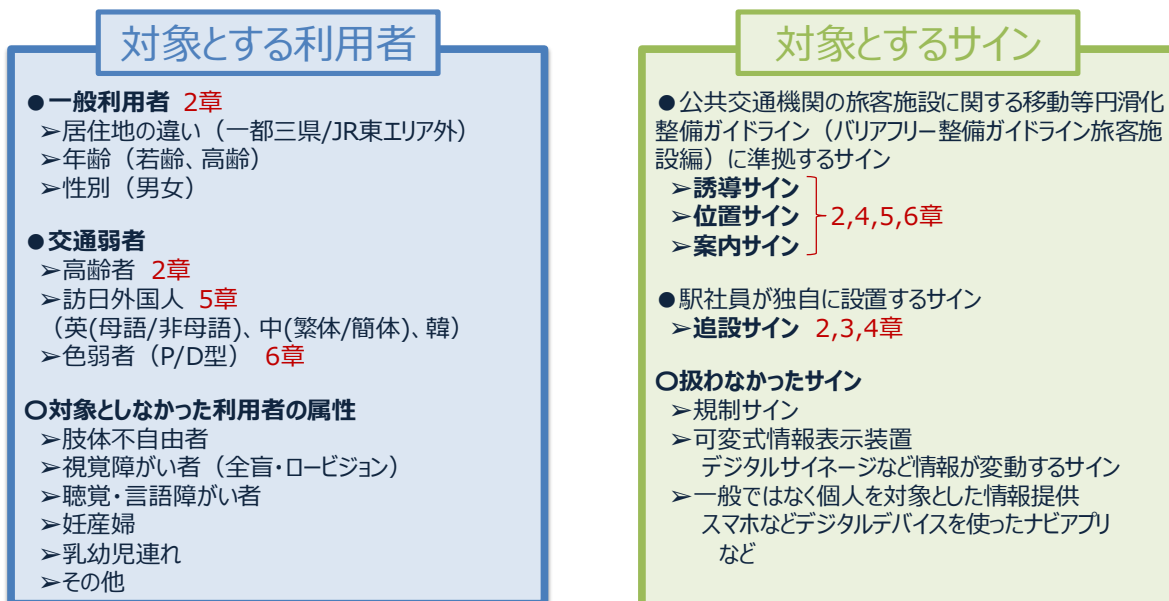 対象とする利用者
●一般利用者 2章
➢居住地の違い（一都三県/JR東エリア外）
➢年齢（若齢、高齢）
➢性別（男女）
●交通弱者
➢高齢者 2章
➢訪日外国人 5章
（英(母語/非母語)、中(繁体/簡体)、韓）
➢色弱者（P/D型） 6章
〇対象としなかった利用者の属性
➢肢体不自由者
➢視覚障がい者（全盲・ロービジョン）
➢聴覚・言語障がい者
➢妊産婦
➢乳幼児連れ
➢その他
対象とするサイン
●公共交通機関の旅客施設に関する移動等円滑化
整備ガイドライン（バリアフリー整備ガイドライン旅客施
設編）に準拠するサイン
➢誘導サイン
➢位置サイン 2,4,5,6章
➢案内サイン
●駅社員が独自に設置するサイン
➢追設サイン 2,3,4章
〇扱わなかったサイン
➢規制サイン
➢可変式情報表示装置
デジタルサイネージなど情報が変動するサイン
➢一般ではなく個人を対象とした情報提供
スマホなどデジタルデバイスを使ったナビアプリ
など